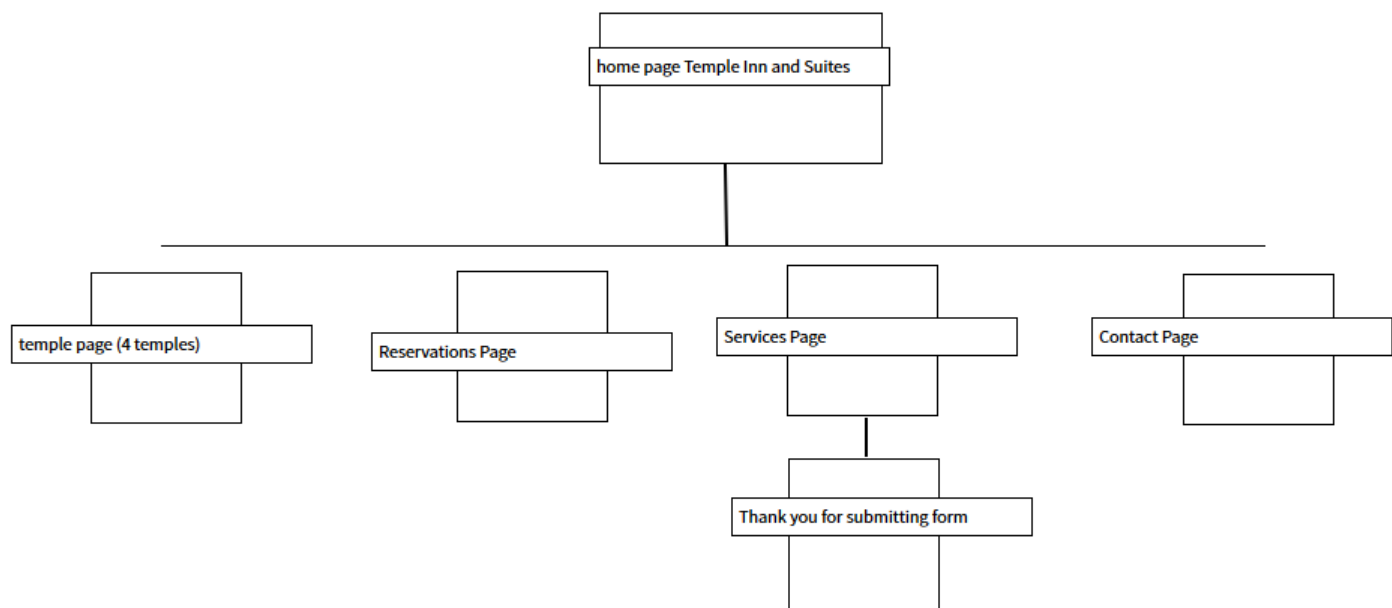 home page Temple Inn and Suites
temple page (4 temples)
Reservations Page
Services Page
Contact Page
Thank you for submitting form